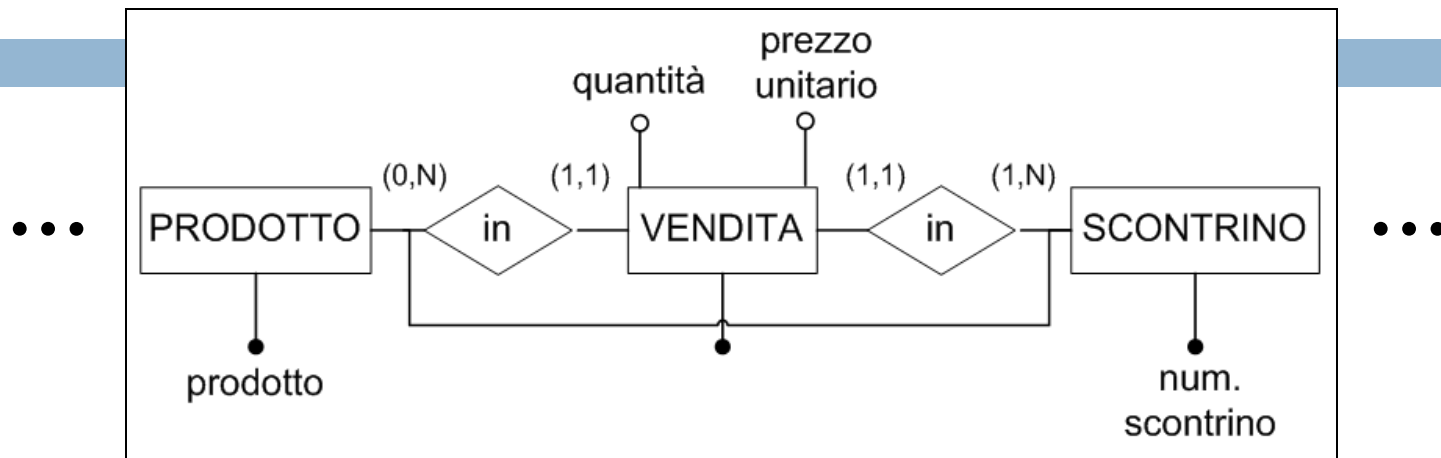 prezzo
unitario
quantità
(0,N)
(1,1)
(1,1)
(1,N)
PRODOTTO
in
VENDITA
in
SCONTRINO
prodotto
num.
scontrino